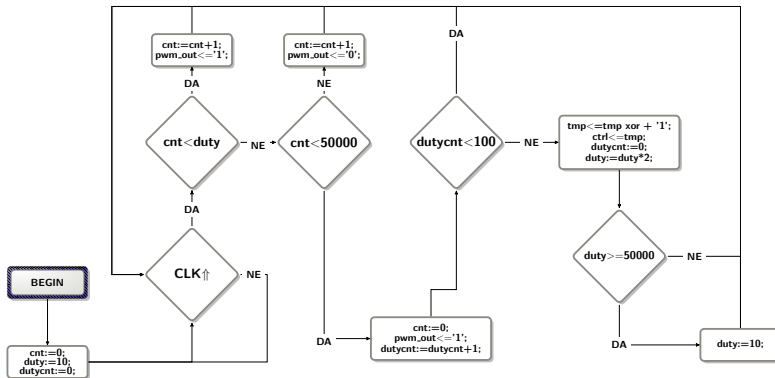 cnt:=cnt+1;
pwm_out<='1';
cnt:=cnt+1;
pwm_out<='0';
DA
DA
NE
cnt<duty
NE
cnt<50000
dutycnt<100
NE
tmp<=tmp xor + '1';
ctrl<=tmp;
dutycnt:=0;
duty:=duty*2;
DA
DA
CLK⇑
NE
duty>=50000
NE
BEGIN
cnt:=0;
duty:=10;
dutycnt:=0;
DA
cnt:=0;
pwm_out<='1';
dutycnt:=dutycnt+1;
DA
duty:=10;